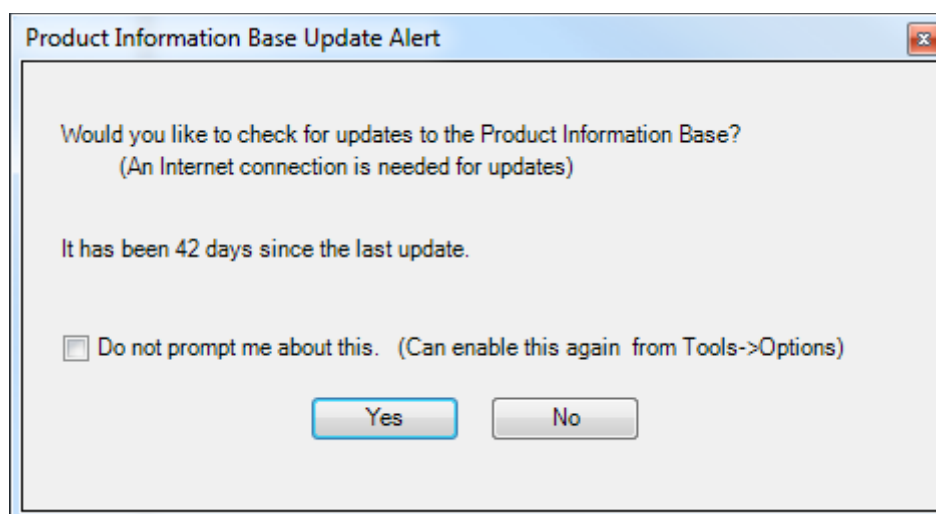 Product Information Base Update Alert
Would you like to check for updates to the Product Information Base?
(An Internet connection is needed for updates)
It has been 42 days since the last update.
Do not prompt me about this. (Can enable this again from Tools->Options)
Yes No